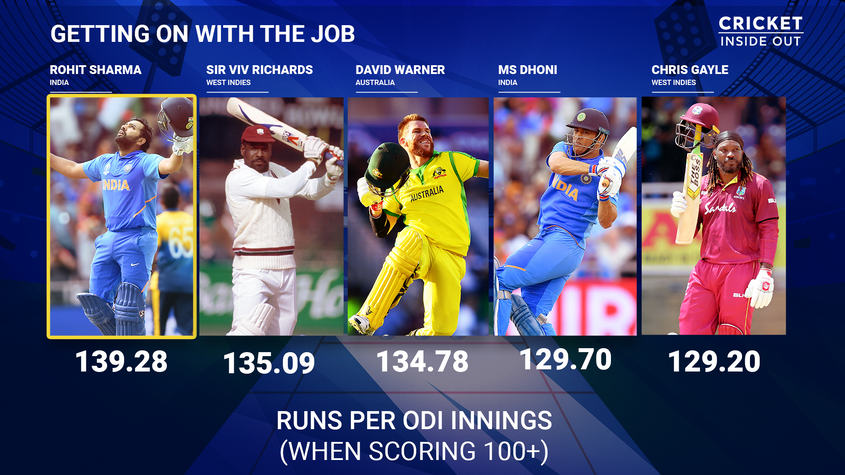 GETTING ON WITH THE JOB
CRICKET
INSIDE OUT
ROHIT SHARMA
INDIA
SIR VIV RICHARDS
WEST INDIES
DAVID WARNER
AUSTRALIA
MS DHONI
INDIA
CHRIS GAYLE
WEST INDIES
INDIA
65
AUSTRALIA
INDIA
Sandals
139.28
135.09
134.78
129.70
129.20
RUNS PER ODI INNINGS
(WHEN SCORING 100+)